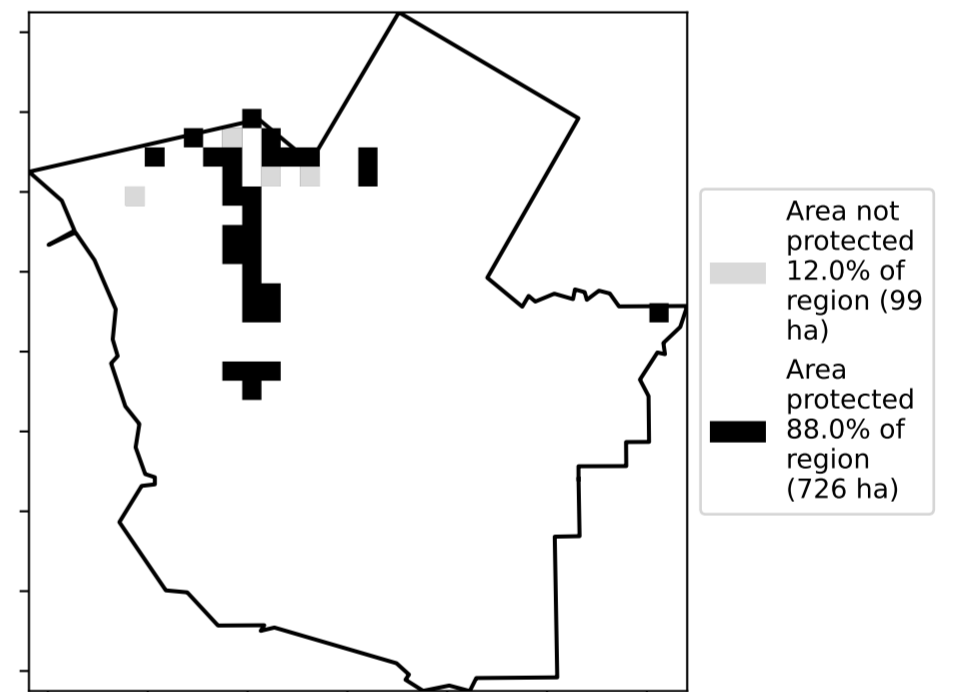 Area not
protected
12.0% of
region (99
ha)
Area
protected
88.0% of
region
(726 ha)